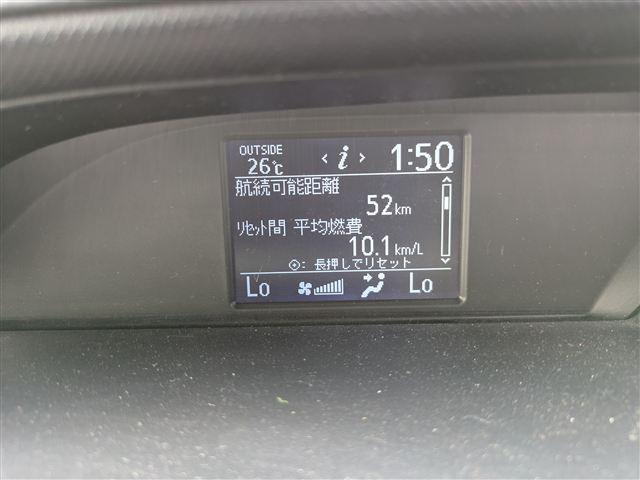 OUTSIDE
26℃ ‹ i › 1:50
航続可能距離
52km
ﾘｾｯﾄ間 平均燃費
10.1km/L
⊙: 長押しでリセット
Lo Lo